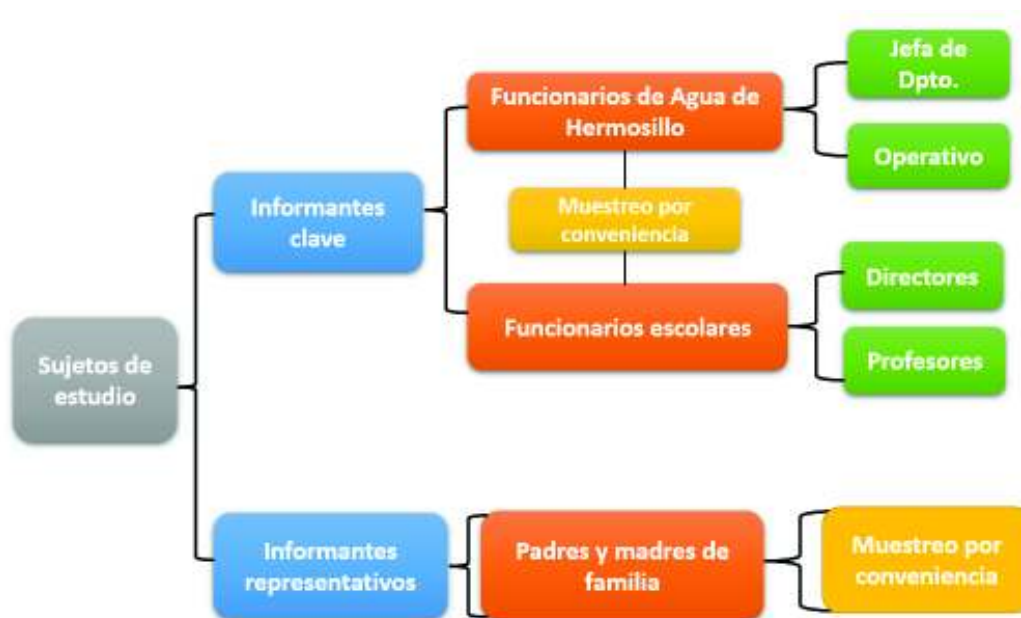 Jefa de
Dpto.
Funcionarios de Agua de
Hermosillo
Operativo
Informantes
clave
Muestreo por
conveniencia
Directores
Funcionarios escolares
Profesores
Sujetos de
estudio
Informantes
representativos
Padres y madres de
família
Muestreo por
conveniencia